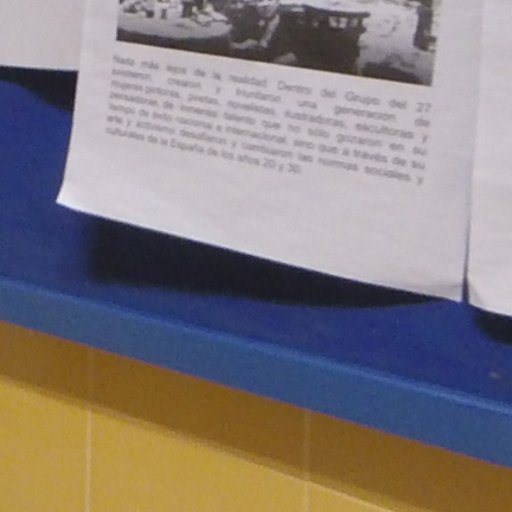 Nada más lejos de la realidad. Dentro del Grupo del 27
existieron, crearon y triunfaron una generación de
mujeres pintoras, poetas, novelistas, ilustradoras, escultoras y
pensadoras de inmenso talento que no sólo gozaron en su
tiempo de éxito nacional e internacional, sino que a través de su
arte y activismo desafiaron y cambiaron las normas sociales y
culturales de la España de los años 20 y 30.